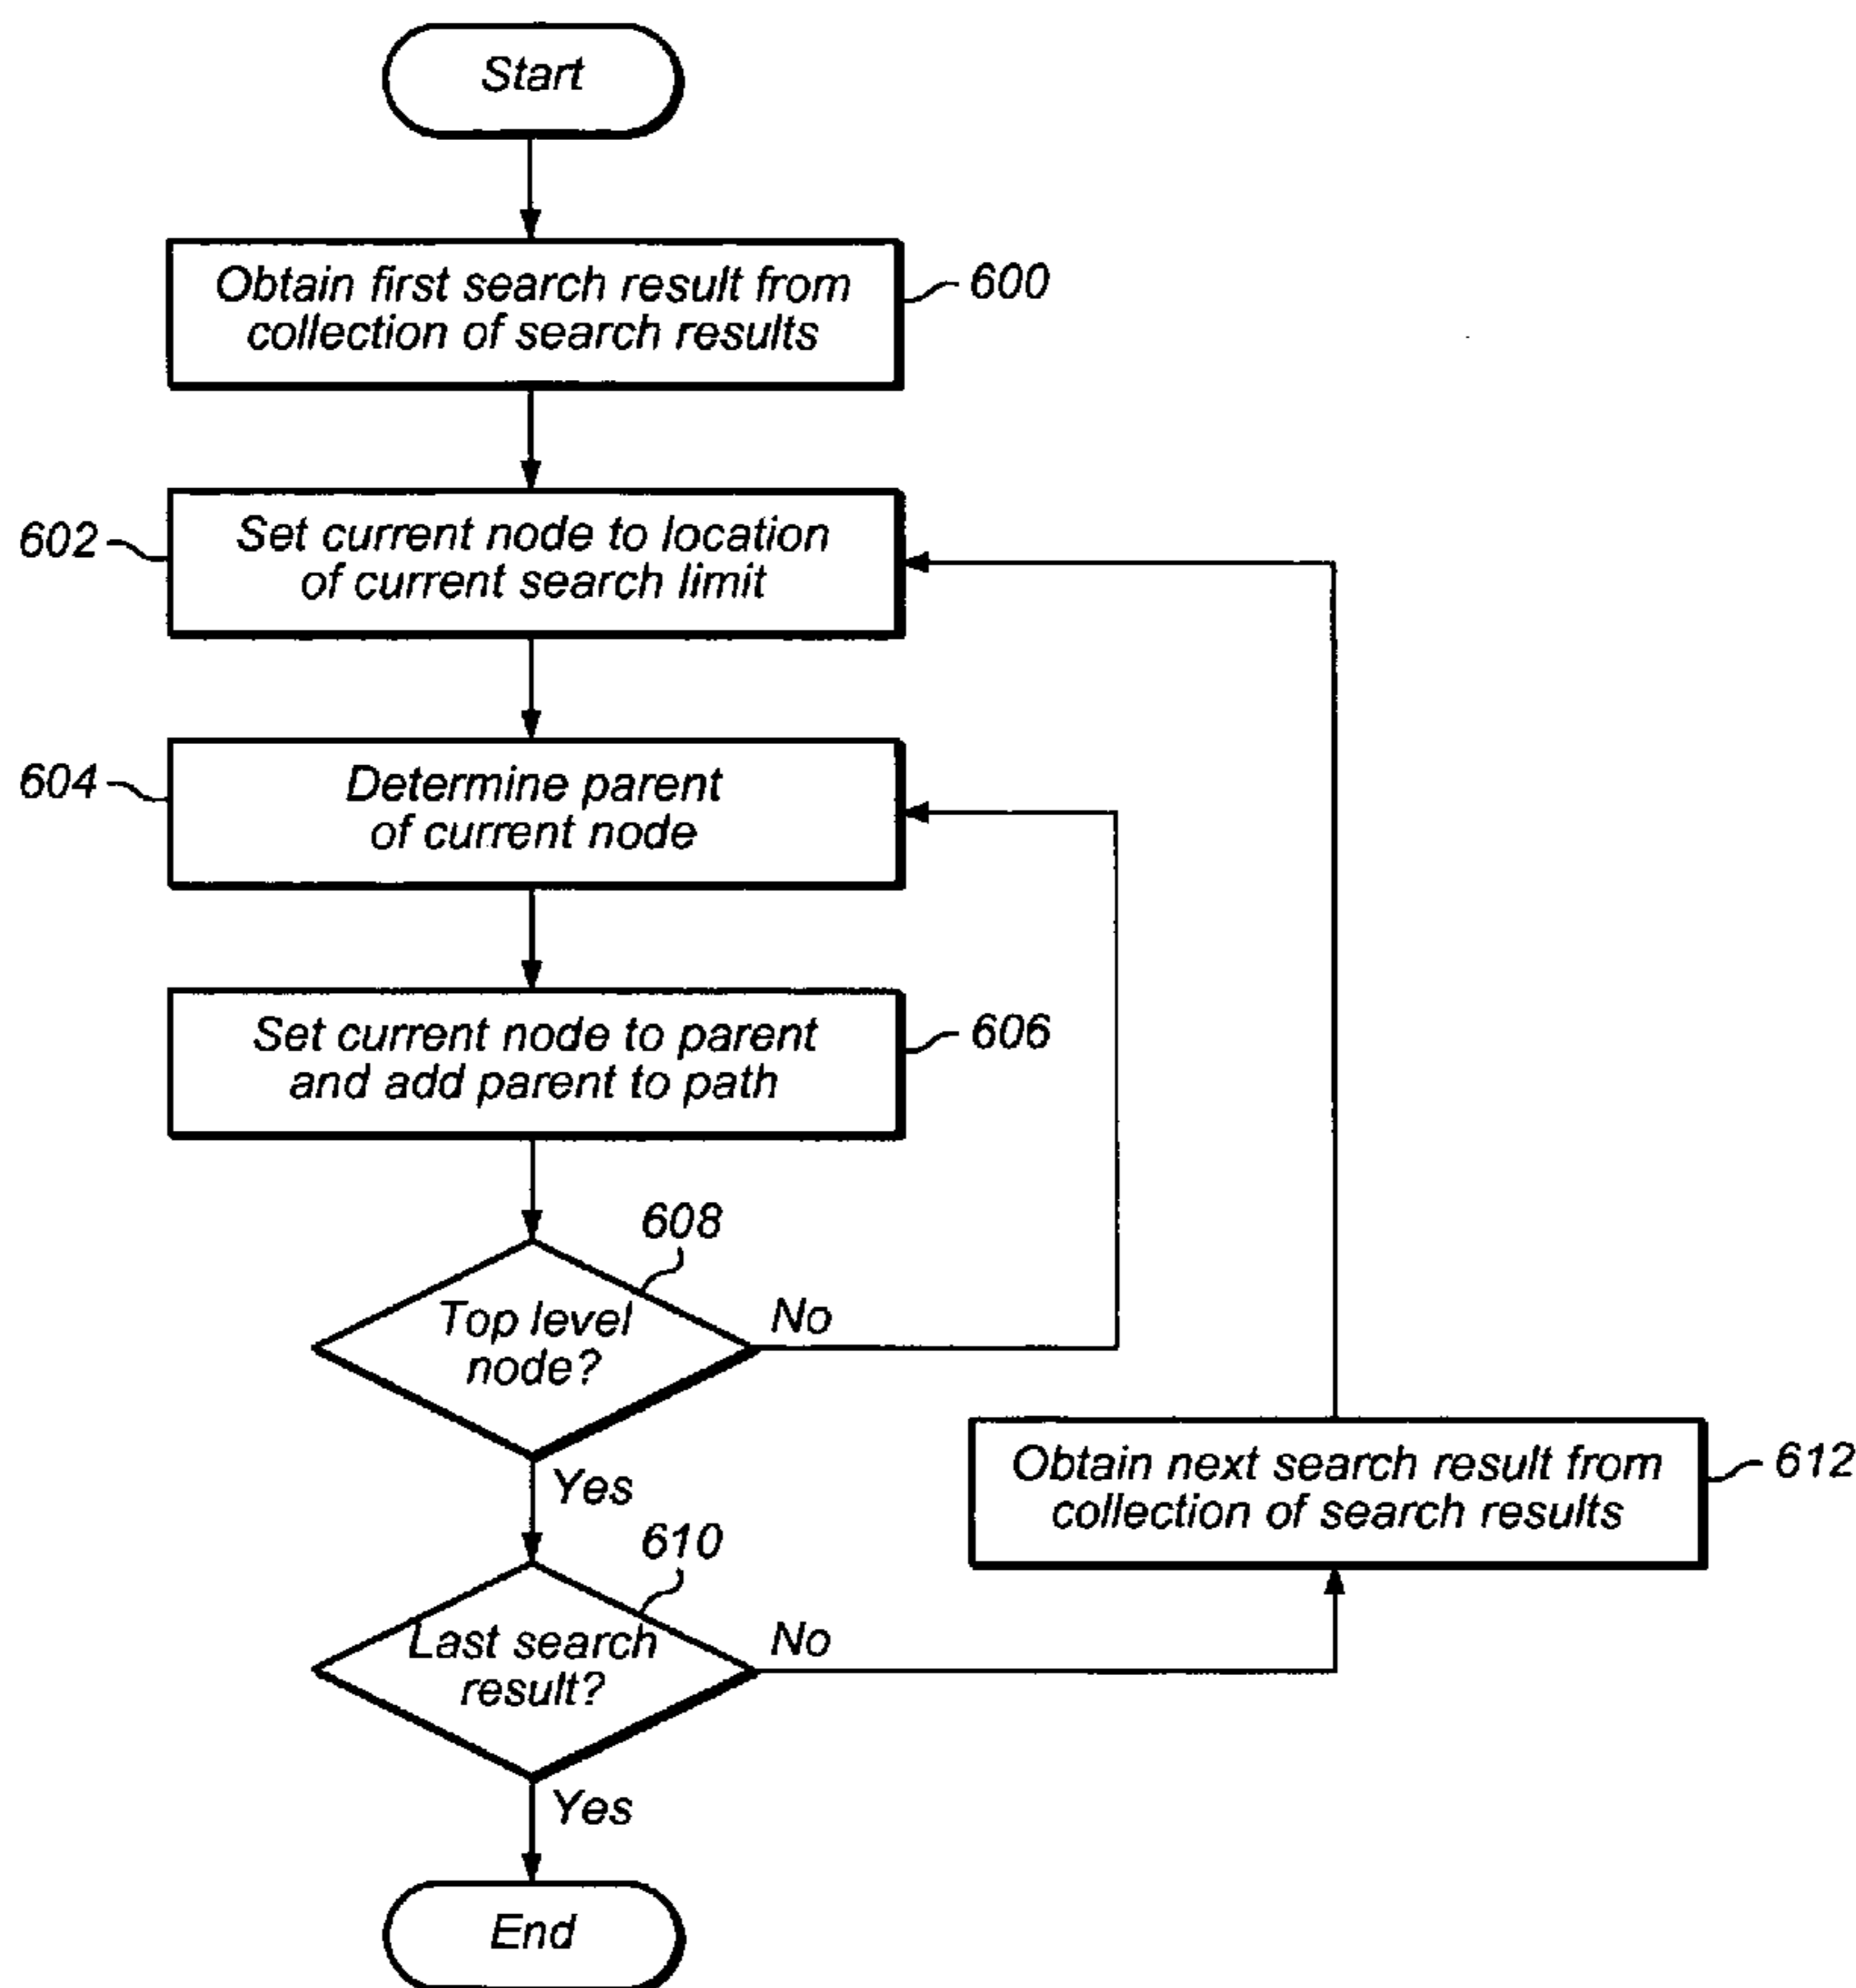 Start
Obtain first search result from
collection of search results
600
602
Set current node to location
of current search limit
604
Determine parent
of current node
Set current node to parent
and add parent to path
606
608
Top level
node?
No
Yes
Obtain next search result from
collection of search results
612
610
Last search
result?
No
Yes
End